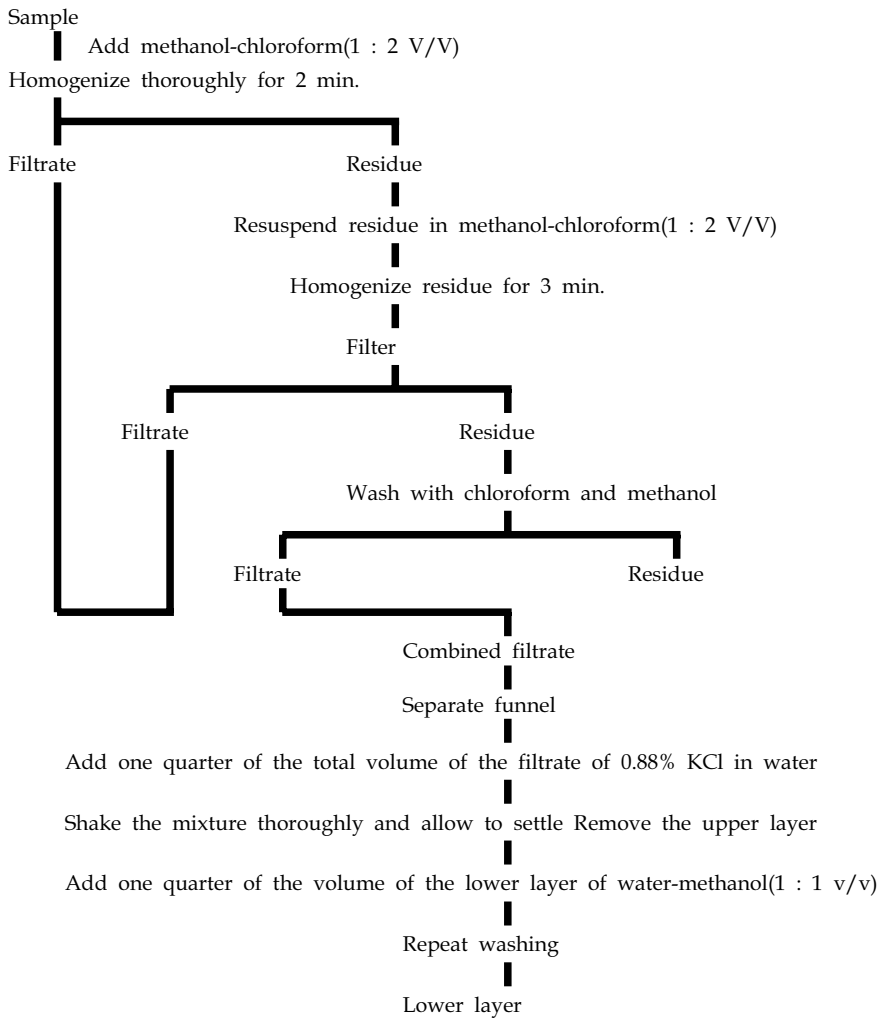 Sample
Add methanol-chloroform(1 : 2 V/V)
Homogenize thoroughly for 2 min.
Filtrate
Residue
Resuspend residue in methanol-chloroform(1 : 2 V/V)
Homogenize residue for 3 min.
Filter
Filtrate
Residue
Wash with chloroform and methanol
Filtrate
Residue
Combined filtrate
Separate funnel
Add one quarter of the total volume of the filtrate of 0.88% KCl in water
Shake the mixture thoroughly and allow to settle Remove the upper layer
Add one quarter of the volume of the lower layer of water-methanol(1 : 1 v/v)
Repeat washing
Lower layer